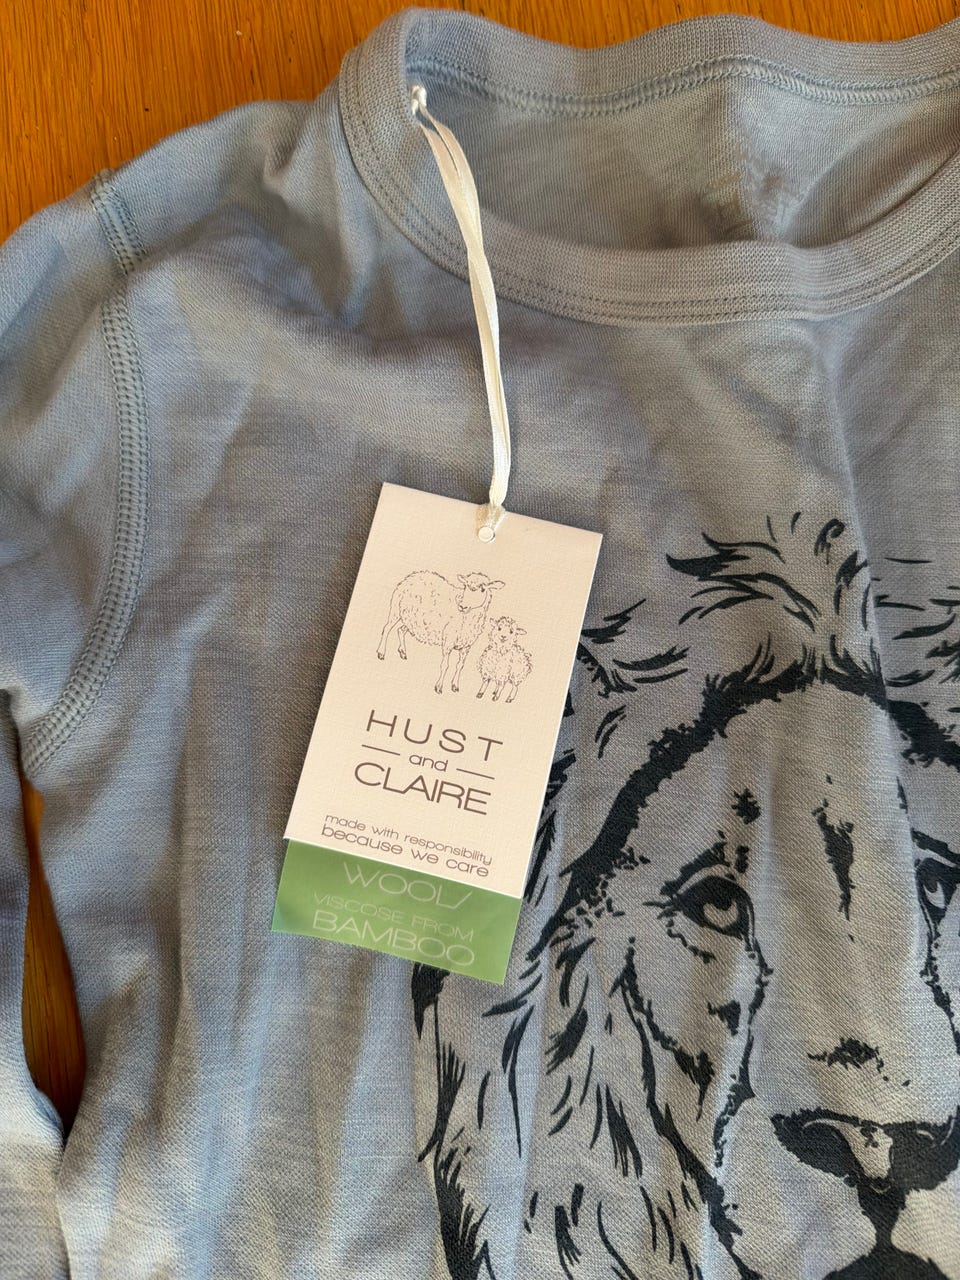 HUST
and
CLAIRE
made with responsibility
because we care
WOOL/
VISCOSE FROM
BAMBOO